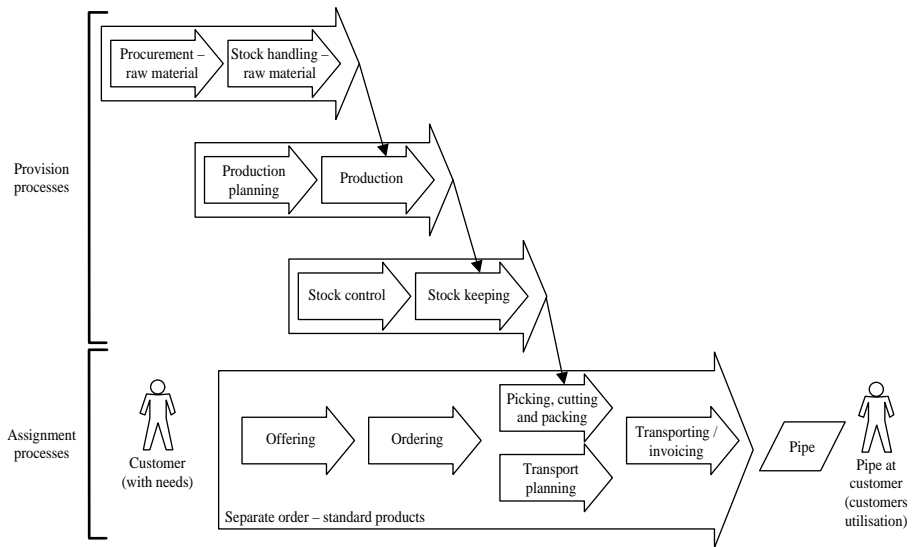 Procurement –
raw material
Stock handling –
raw material
Provision
processes
Production
planning
Production
Stock control
Stock keeping
Assignment
processes
Customer
(with needs)
Offering
Ordering
Picking, cutting
and packing
Transport
planning
Transporting /
invoicing
Separate order – standard products
Pipe
Pipe at
customer
(customers
utilisation)